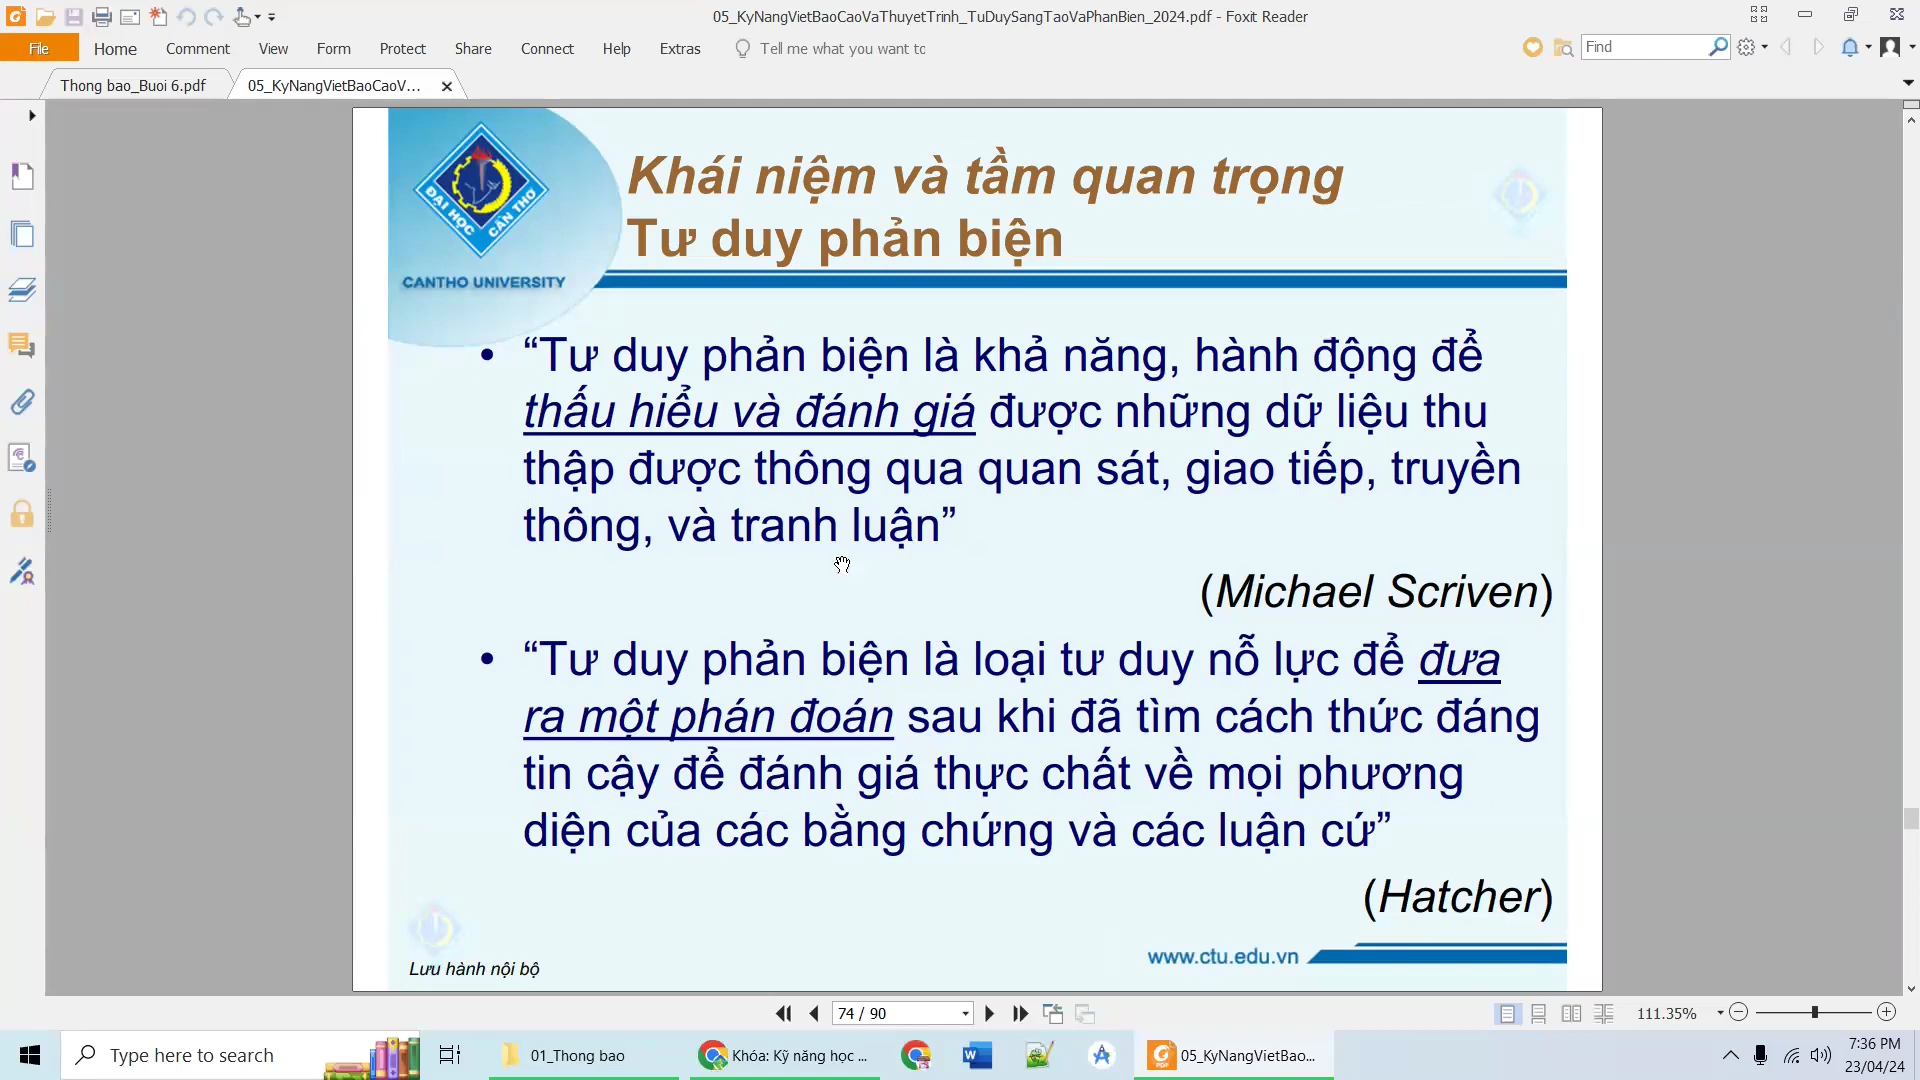 05_KyNangVietBaoCaoVaThuyetTrinh_TuDuySangTaoVaPhanBien_2024.pdf - Foxit Reader
File Home Comment View Form Protect Share Connect Help Extras Tell me what you want to Find
Thong bao_Buoi 6.pdf 05_KyNangVietBaoCaoV...
ĐẠI HỌC CẦN THƠ
CANTHO UNIVERSITY
Khái niệm và tầm quan trọng
Tư duy phản biện
• “Tư duy phản biện là khả năng, hành động để
thấu hiểu và đánh giá được những dữ liệu thu
thập được thông qua quan sát, giao tiếp, truyền
thông, và tranh luận”
(Michael Scriven)
• “Tư duy phản biện là loại tư duy nỗ lực để đưa
ra một phán đoán sau khi đã tìm cách thức đáng
tin cậy để đánh giá thực chất về mọi phương
diện của các bằng chứng và các luận cứ”
(Hatcher)
www.ctu.edu.vn
Lưu hành nội bộ
74 / 90
111.35%
Type here to search
01_Thong bao
Khóa: Kỹ năng học ...
05_KyNangVietBao...
7:36 PM
23/04/24